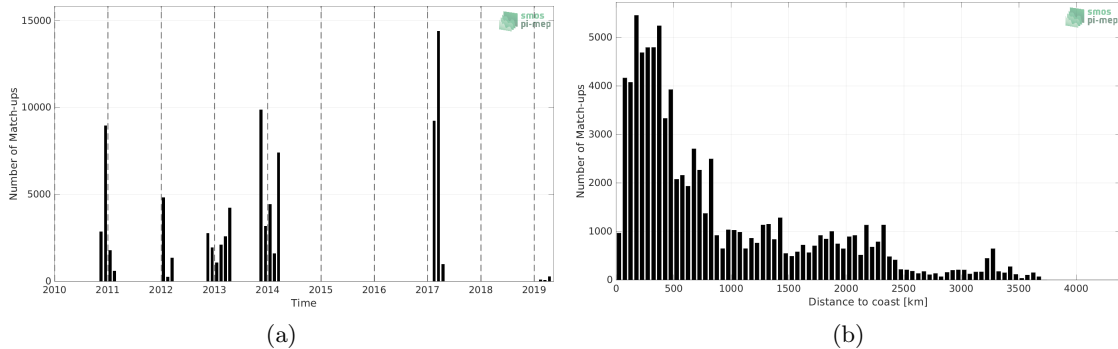 smos
pi-mep
15000
10000
5000
0
Number of Match-ups
2010 2011 2012 2013 2014 2015 2016 2017 2018 2019
Time
(a)
smos
pi-mep
5000
4000
3000
2000
1000
0
Number of Match-ups
0 500 1000 1500 2000 2500 3000 3500 4000
Distance to coast [km]
(b)